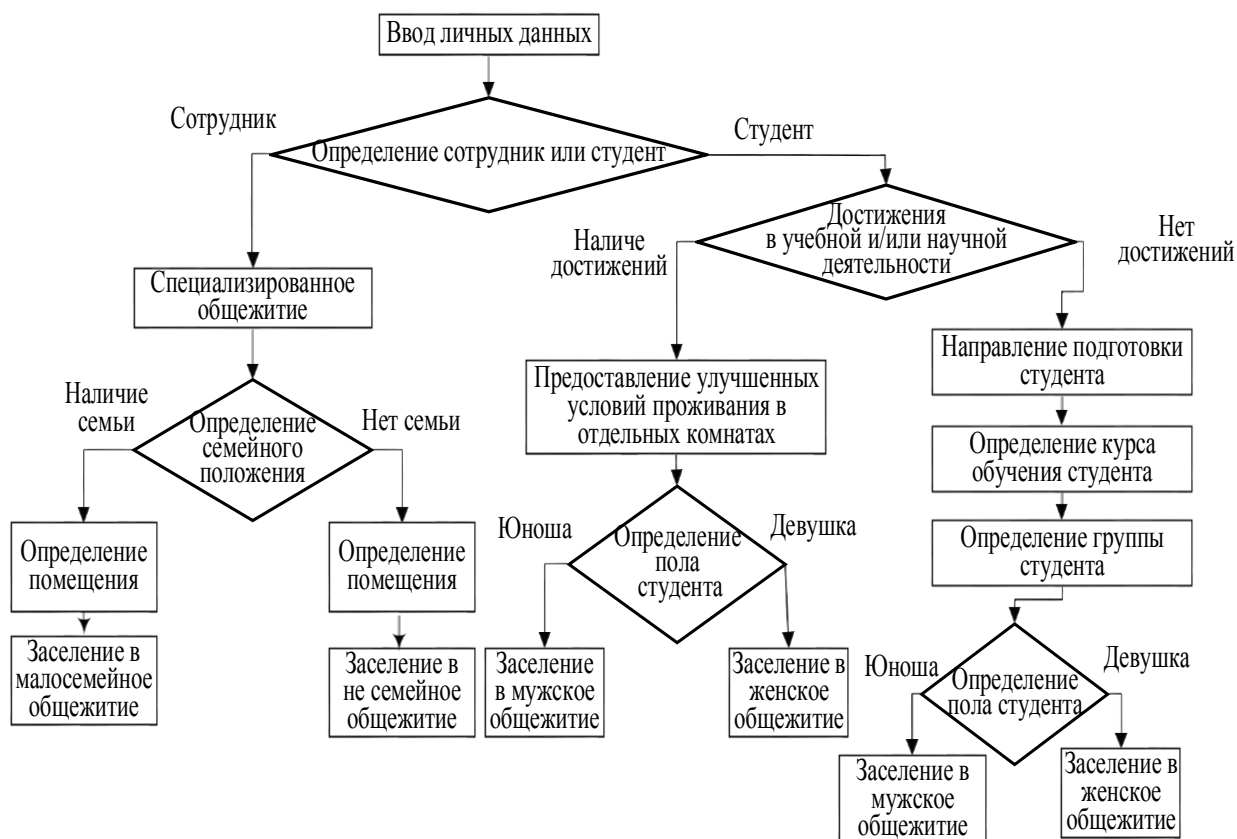 Ввод личных данных
Сотрудник
Студент
Определение сотрудник или студент
Достижения
в учебной и/или научной
деятельности
Наличе
достижений
Нет
достижений
Специализированное
общежитие
Направление подготовки
студента
Предоставление улучшенных
условий проживания в
отдельных комнатах
Наличие
семьи
Нет семьи
Определение
семейного
положения
Определение курса
обучения студента
Юноша
Девушка
Определение
пола
студента
Определение
помещения
Определение
помещения
Определение группы
студента
Заселение в
малосемейное
общежитие
Заселение в
не семейное
общежитие
Заселение
в мужское
общежитие
Заселение в
женское
общежитие
Юноша
Девушка
Определение
пола студента
Заселение в
мужское
общежитие
Заселение в
женское
общежитие